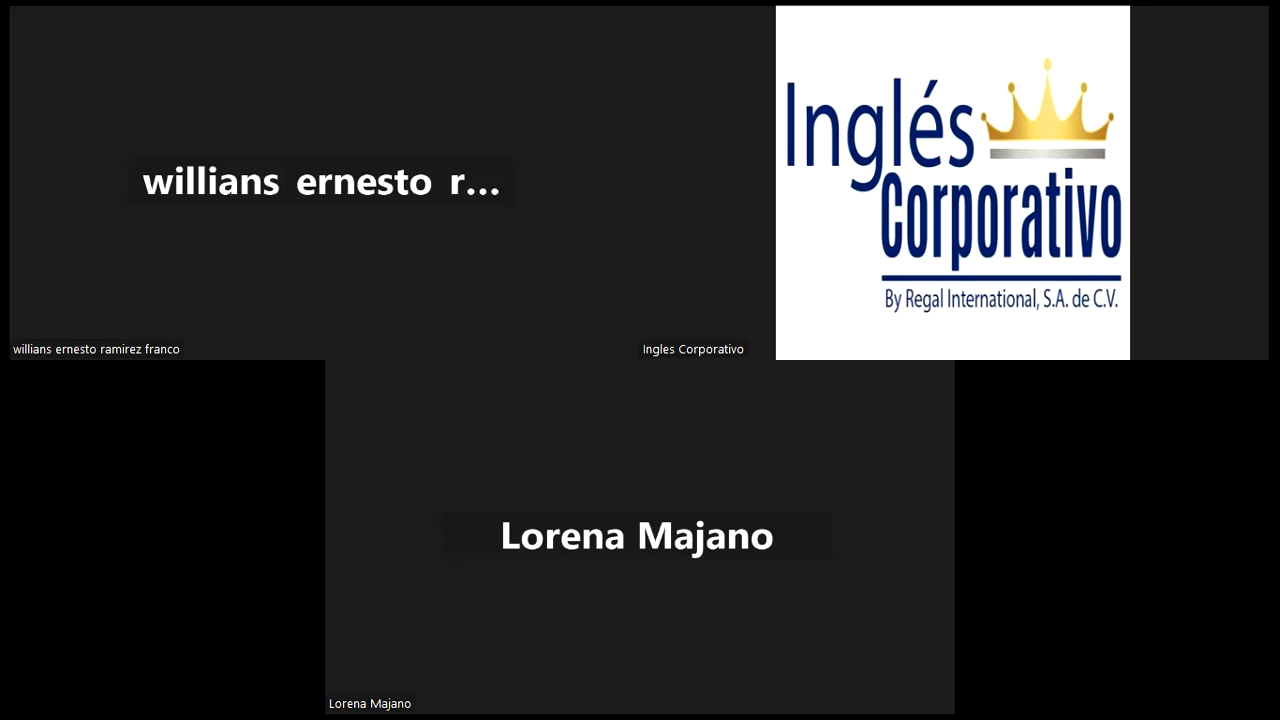 willians ernesto r...
willians ernesto ramirez franco
Inglés
Corporativo
By Regal International, S.A. de C.V.
Ingles Corporativo
Lorena Majano
Lorena Majano